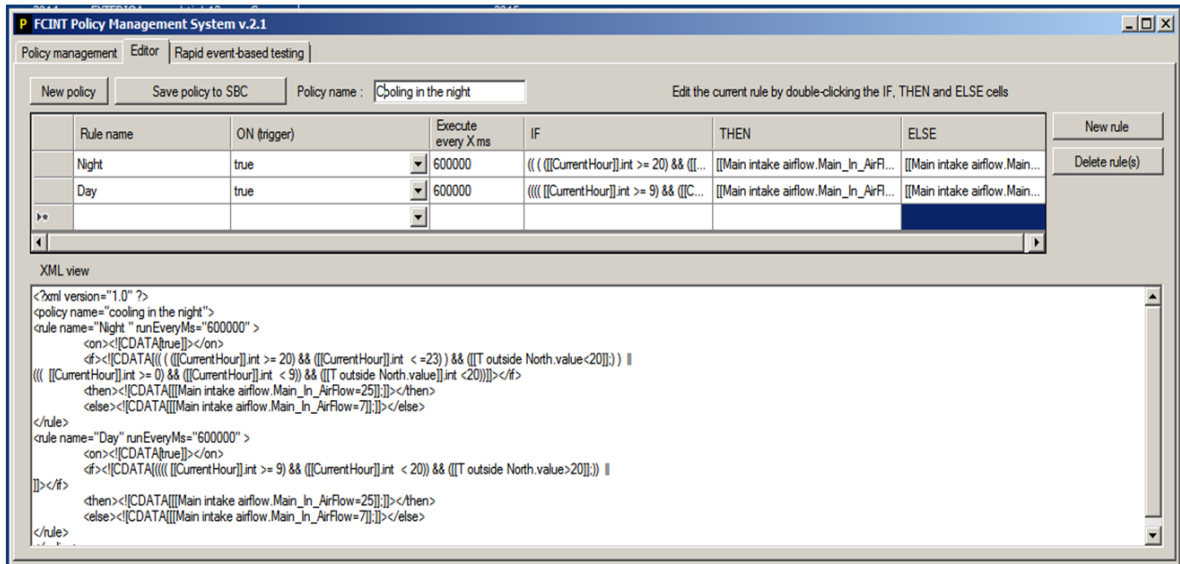 FCINT Policy Management System v.2.1
Policy management Editor Rapid event-based testing
New policy Save policy to SBC Policy name : Cooling in the night Edit the current rule by double-clicking the IF, THEN and ELSE cells
Rule name ON (trigger) Execute every X ms IF THEN ELSE New rule
Night true 600000 (( ( ([[CurrentHour]].int >= 20) && ([[... [[Main intake airflow.Main_In_AirFl... [[Main intake airflow.Main... Delete rule(s)
Day true 600000 (((( [[CurrentHour]].int >= 9) && ([[C... [[Main intake airflow.Main_In_AirFl... [[Main intake airflow.Main...
XML view
<?xml version="1.0" ?>
<policy name="cooling in the night">
<rule name="Night " runEveryMs="600000" >
<on><![CDATA[true]]></on>
<if><![CDATA[(( ( ([[CurrentHour]].int >= 20) && ([[CurrentHour]].int < =23) ) && ([[T outside North.value<20]];) ) ||
((( [[CurrentHour]].int >= 0) && ([[CurrentHour]].int < 9)) && ([[T outside North.value]].int <20))]]></if>
<then><![CDATA[[[Main intake airflow.Main_In_AirFlow=25]];]]></then>
<else><![CDATA[[[Main intake airflow.Main_In_AirFlow=7]];]]></else>
</rule>
<rule name="Day" runEveryMs="600000" >
<on><![CDATA[true]]></on>
<if><![CDATA[(((( [[CurrentHour]].int >= 9) && ([[CurrentHour]].int < 20)) && ([[T outside North.value>20]];)) ||
]]></if>
<then><![CDATA[[[Main intake airflow.Main_In_AirFlow=25]];]]></then>
<else><![CDATA[[[Main intake airflow.Main_In_AirFlow=7]];]]></else>
</rule>